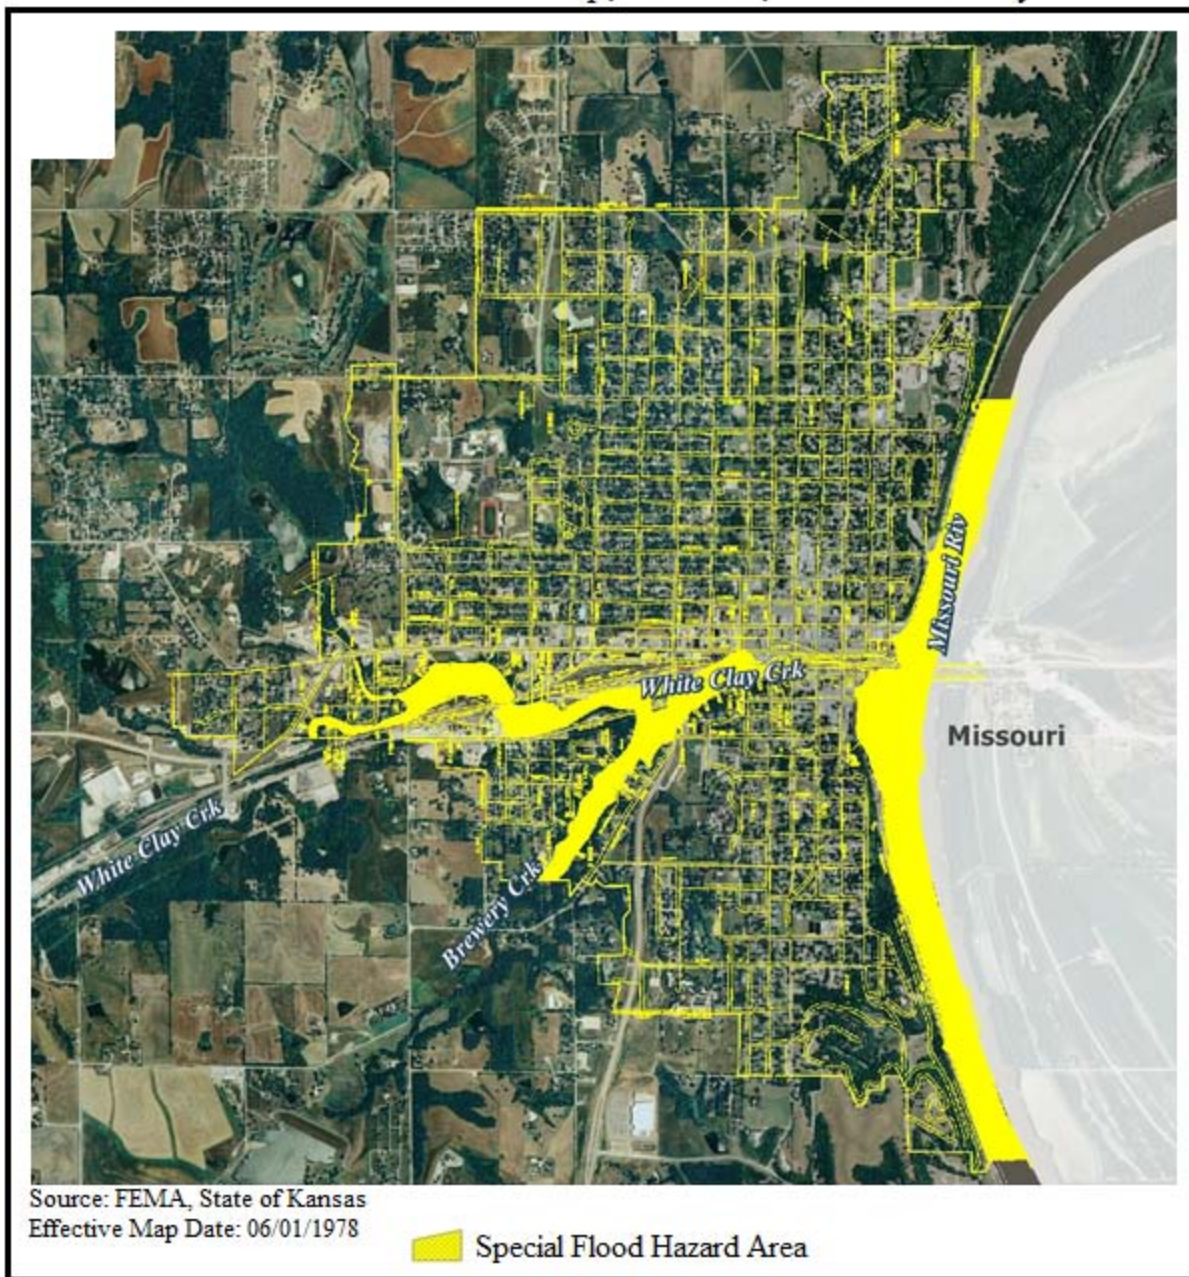 Missouri Riv
White Clay Crk
Missouri
White Clay Crk
Brewery Crk
Source: FEMA, State of Kansas
Effective Map Date: 06/01/1978
Special Flood Hazard Area